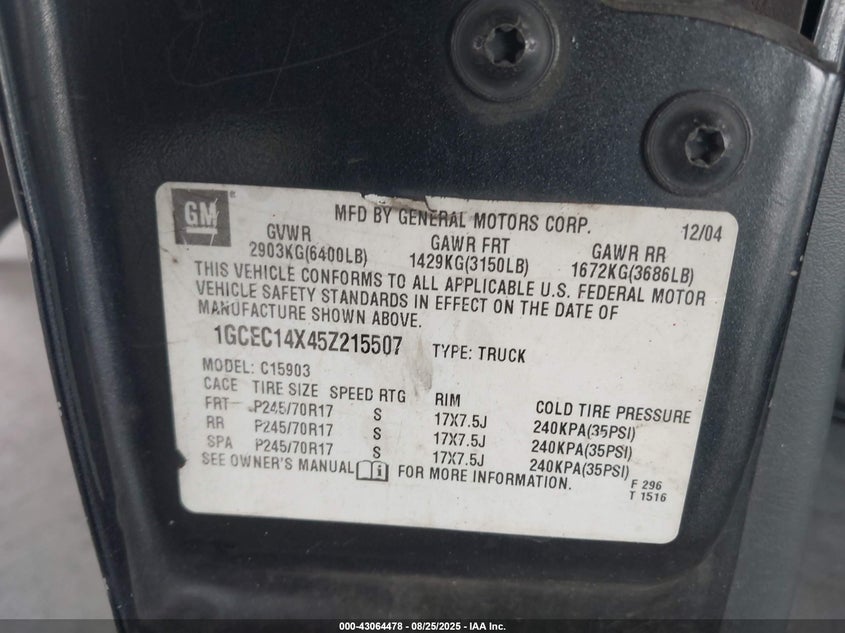 GM
MFD BY GENERAL MOTORS CORP. 12/04
GVWR GAWR FRT GAWR RR
2903KG(6400LB) 1429KG(3150LB) 1672KG(3686LB)
THIS VEHICLE CONFORMS TO ALL APPLICABLE U.S. FEDERAL MOTOR
VEHICLE SAFETY STANDARDS IN EFFECT ON THE DATE OF
MANUFACTURE SHOWN ABOVE.
1GCEC14X45Z215507 TYPE: TRUCK
MODEL: C15903
CACE TIRE SIZE SPEED RTG RIM COLD TIRE PRESSURE
FRT P245/70R17 S 17X7.5J 240KPA(35PSI)
RR P245/70R17 S 17X7.5J 240KPA(35PSI)
SPA P245/70R17 S 17X7.5J 240KPA(35PSI)
SEE OWNER'S MANUAL FOR MORE INFORMATION.
F 296
T 1516
000-43064478 - 08/25/2025 - IAA Inc.